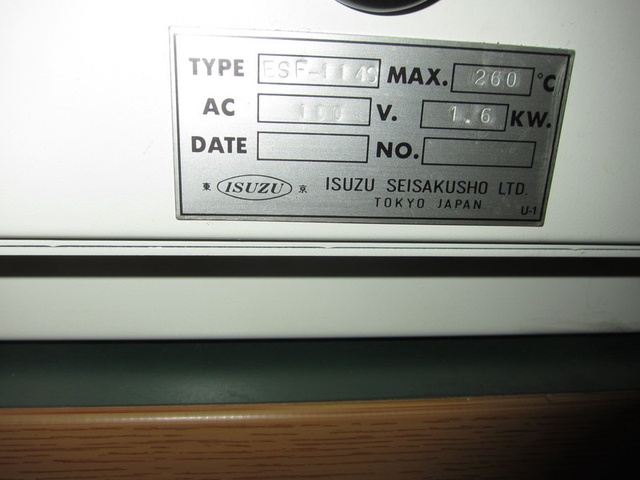 TYPE ESF-114S MAX. 260 °C
AC 100 V. 1.6 KW.
DATE NO.
東 ISUZU 京 ISUZU SEISAKUSHO LTD.
TOKYO JAPAN
U-1